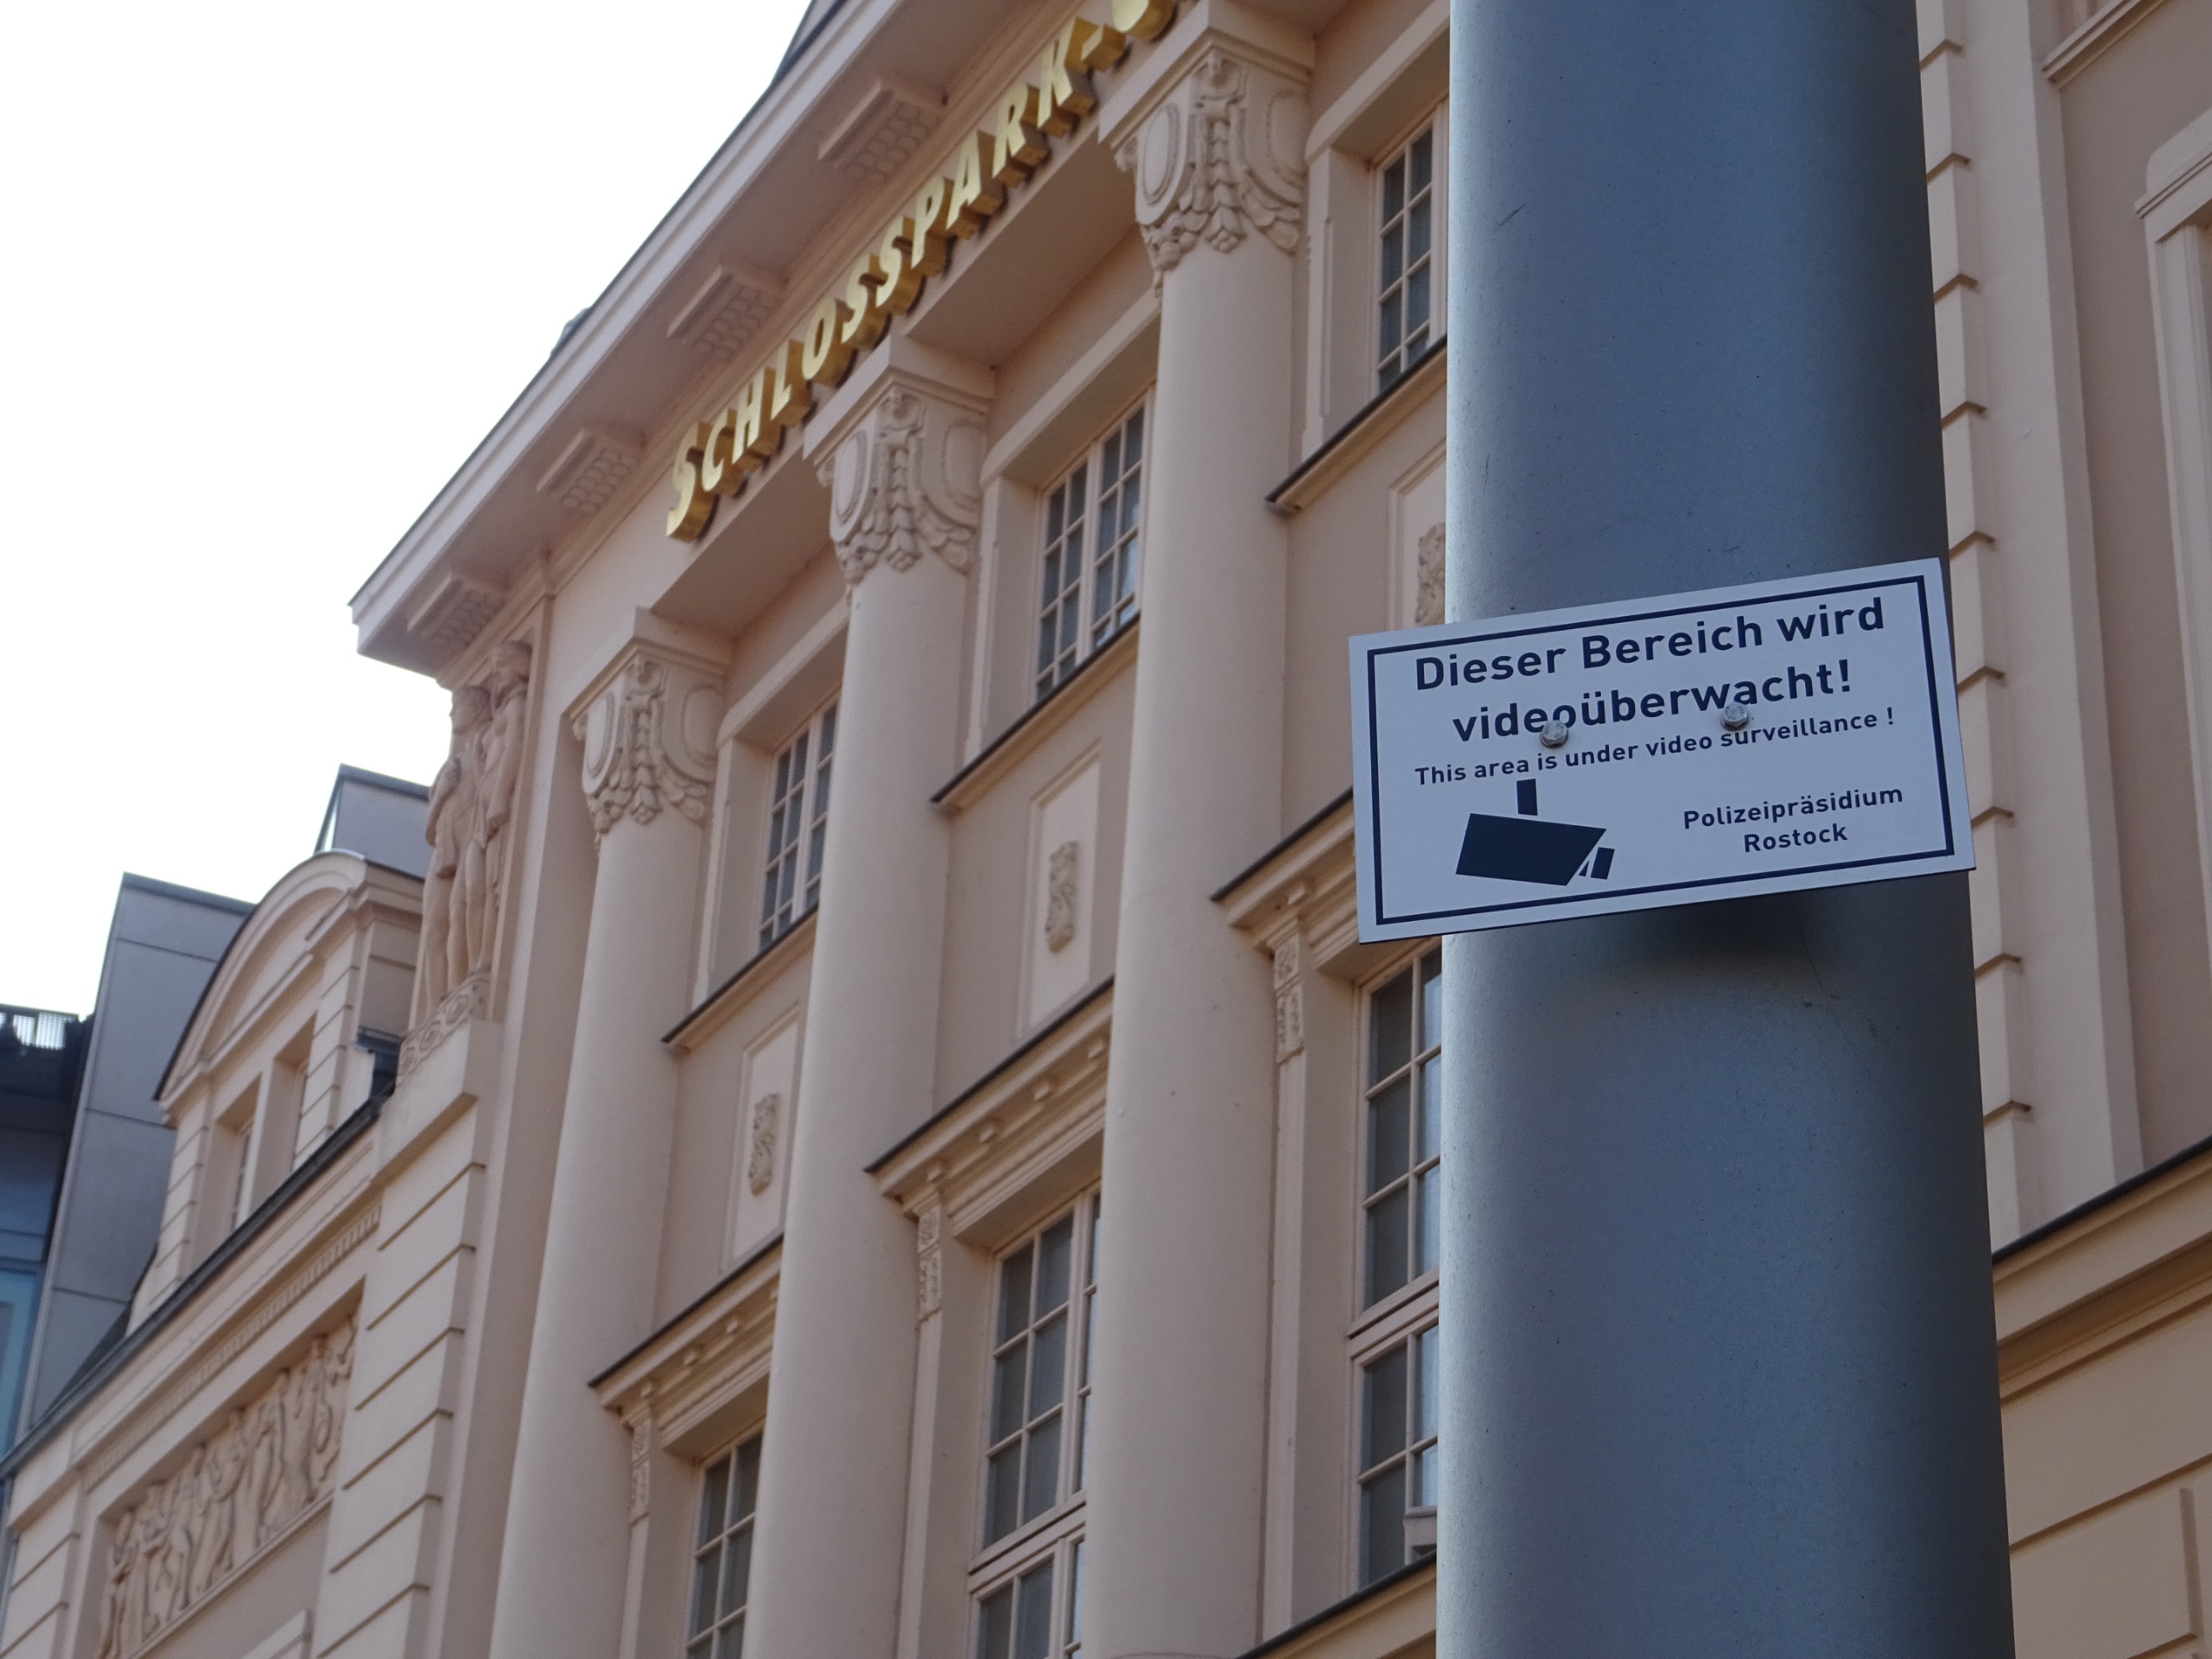 SCHLOSSPARK-
Dieser Bereich wird
videoüberwacht!
This area is under video surveillance !
Polizeipräsidium
Rostock